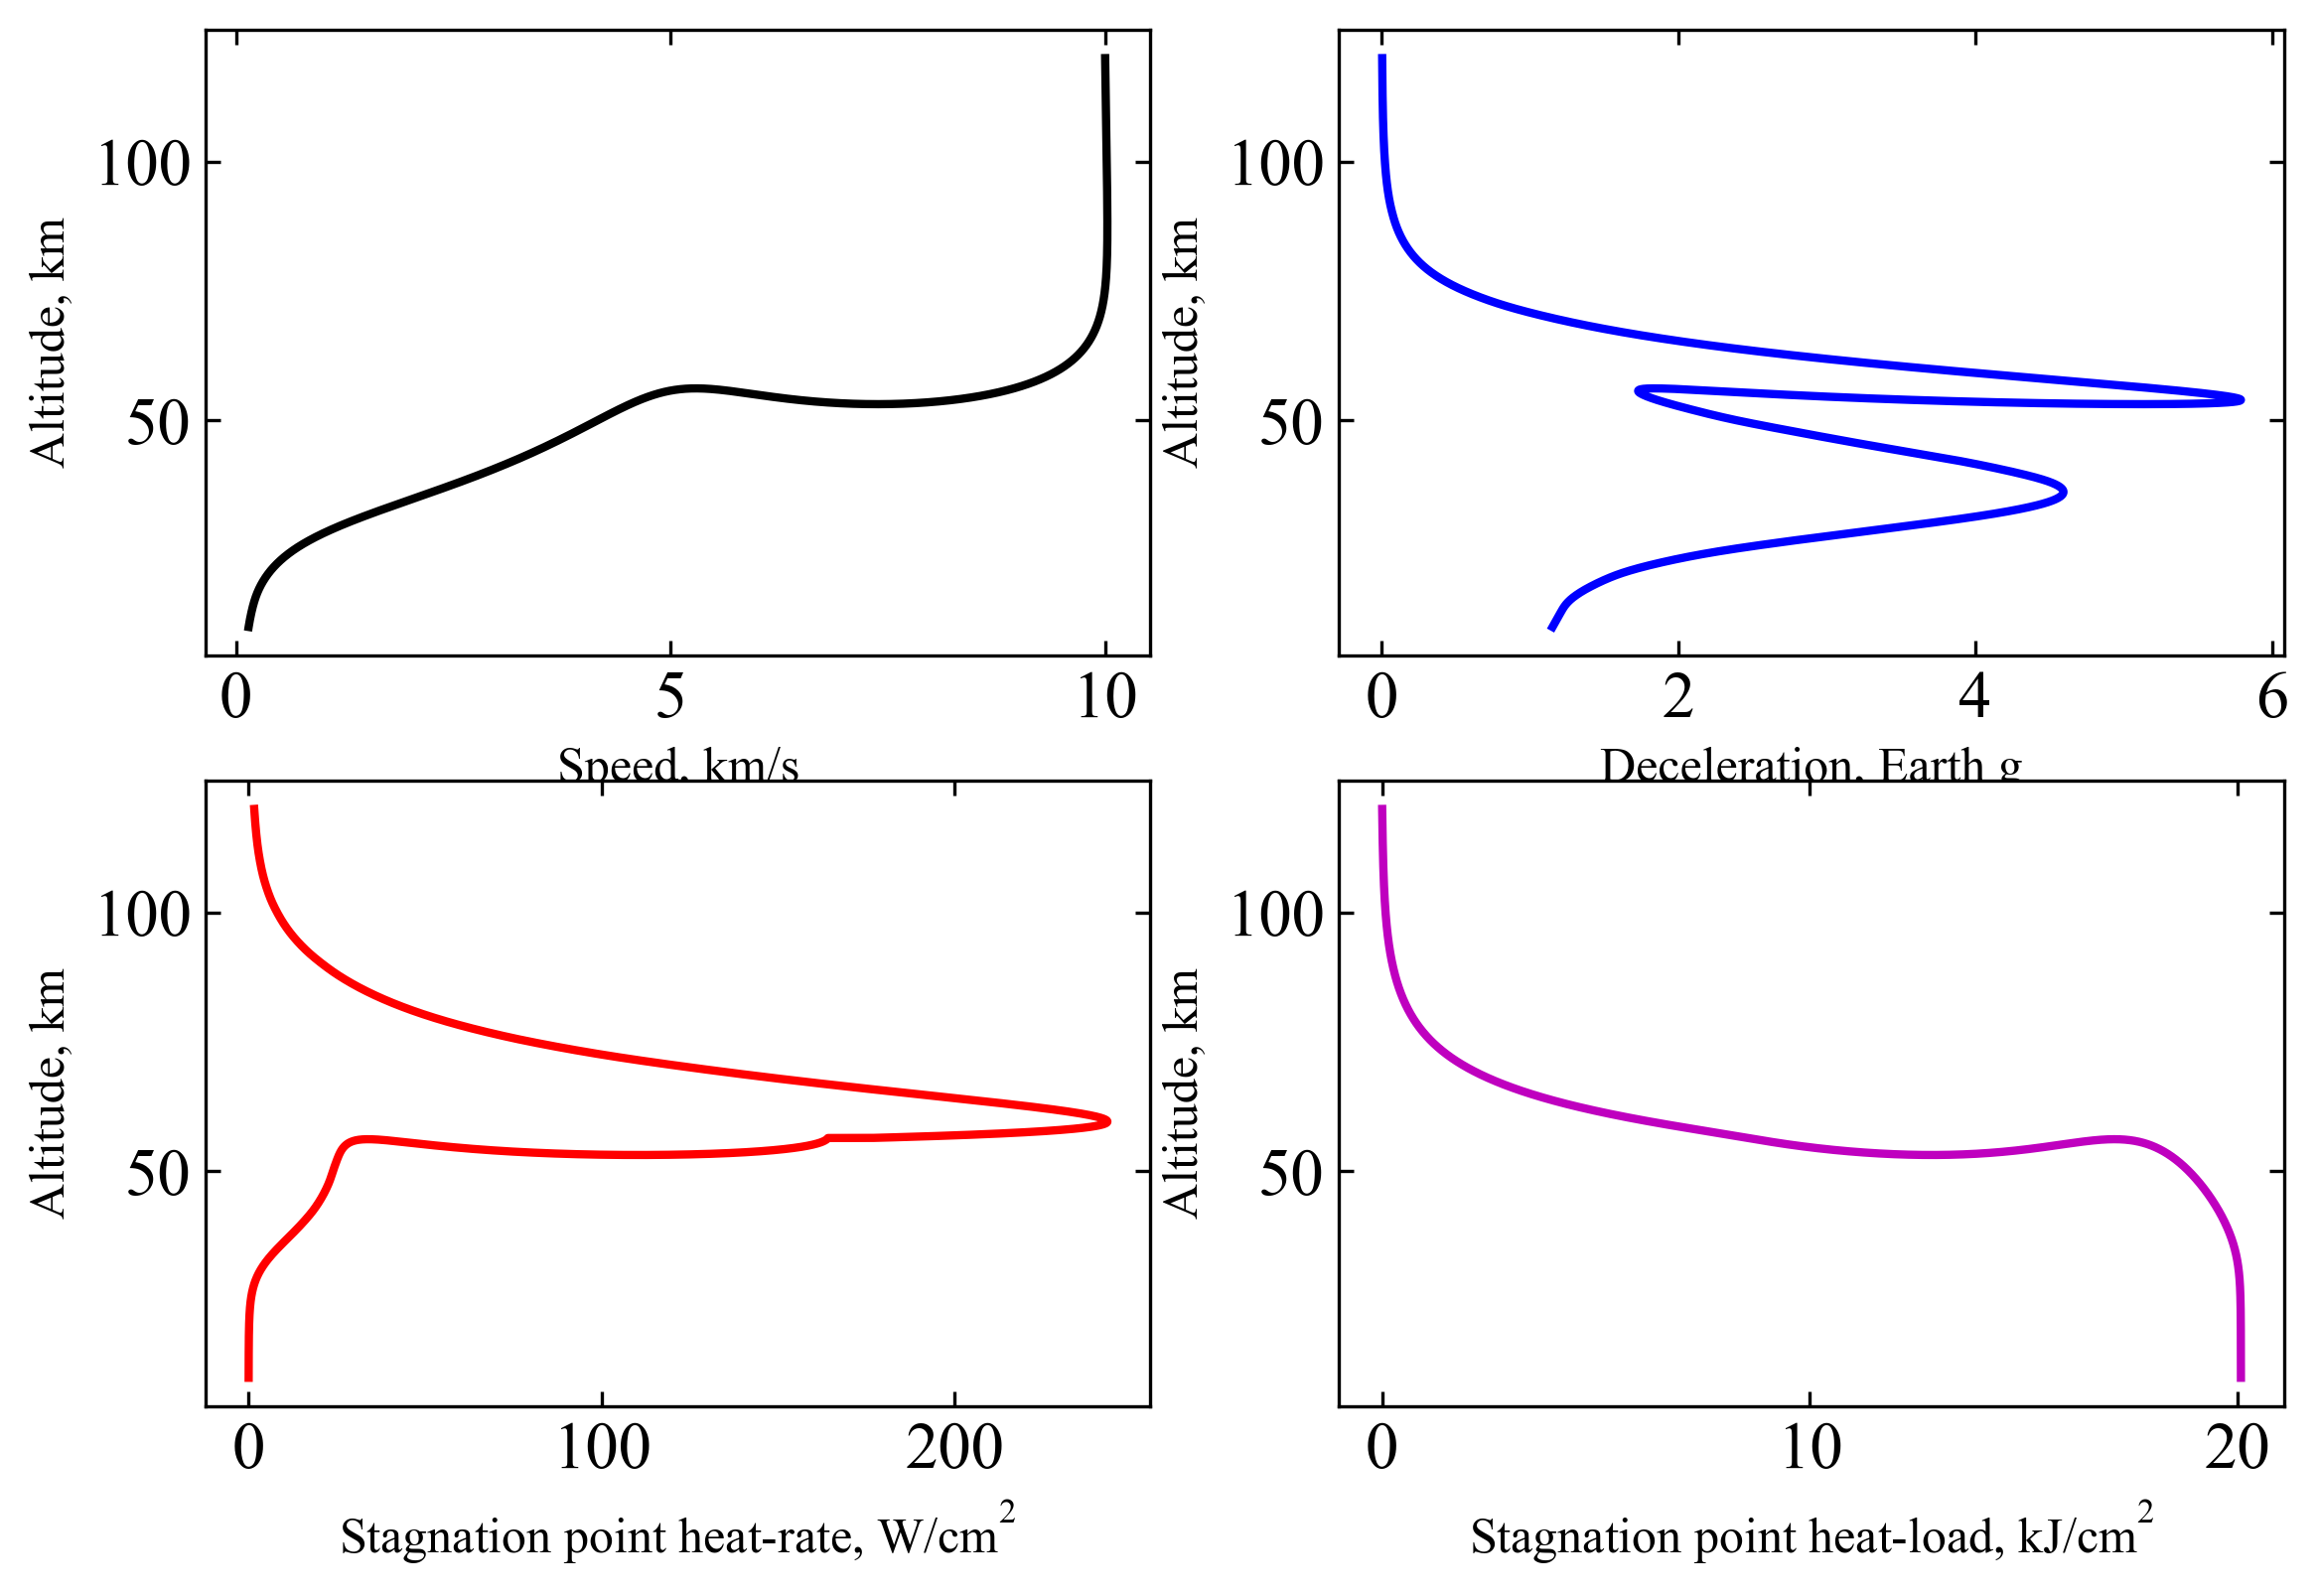 Altitude, km
100
50
0 5 10
Speed, km/s
Altitude, km
100
50
0 2 4 6
Deceleration, Earth g
Altitude, km
100
50
0 100 200
Stagnation point heat-rate, W/cm²
Altitude, km
100
50
0 10 20
Stagnation point heat-load, kJ/cm²